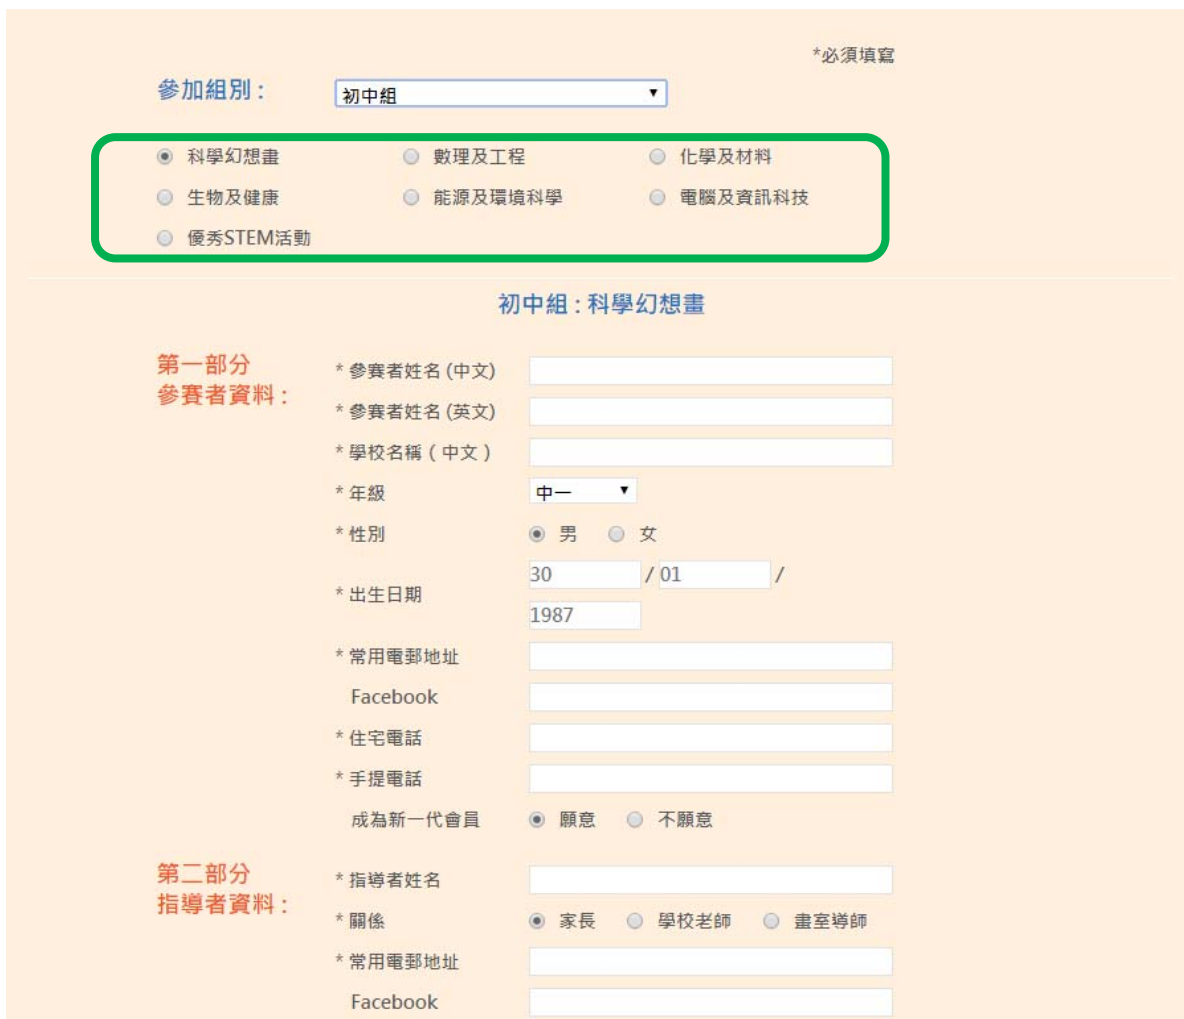 *必須填寫
參加組別 : 初中組
科學幻想畫 數理及工程 化學及材料
生物及健康 能源及環境科學 電腦及資訊科技
優秀STEM活動
初中組 : 科學幻想畫
第一部分
參賽者資料 :
* 參賽者姓名 (中文)
* 參賽者姓名 (英文)
* 學校名稱 ( 中文 )
* 年級 中一
* 性別 男 女
* 出生日期 30 / 01 /
1987
* 常用電郵地址
Facebook
* 住宅電話
* 手提電話
成為新一代會員 願意 不願意
第二部分
指導者資料 :
* 指導者姓名
* 關係 家長 學校老師 畫室導師
* 常用電郵地址
Facebook